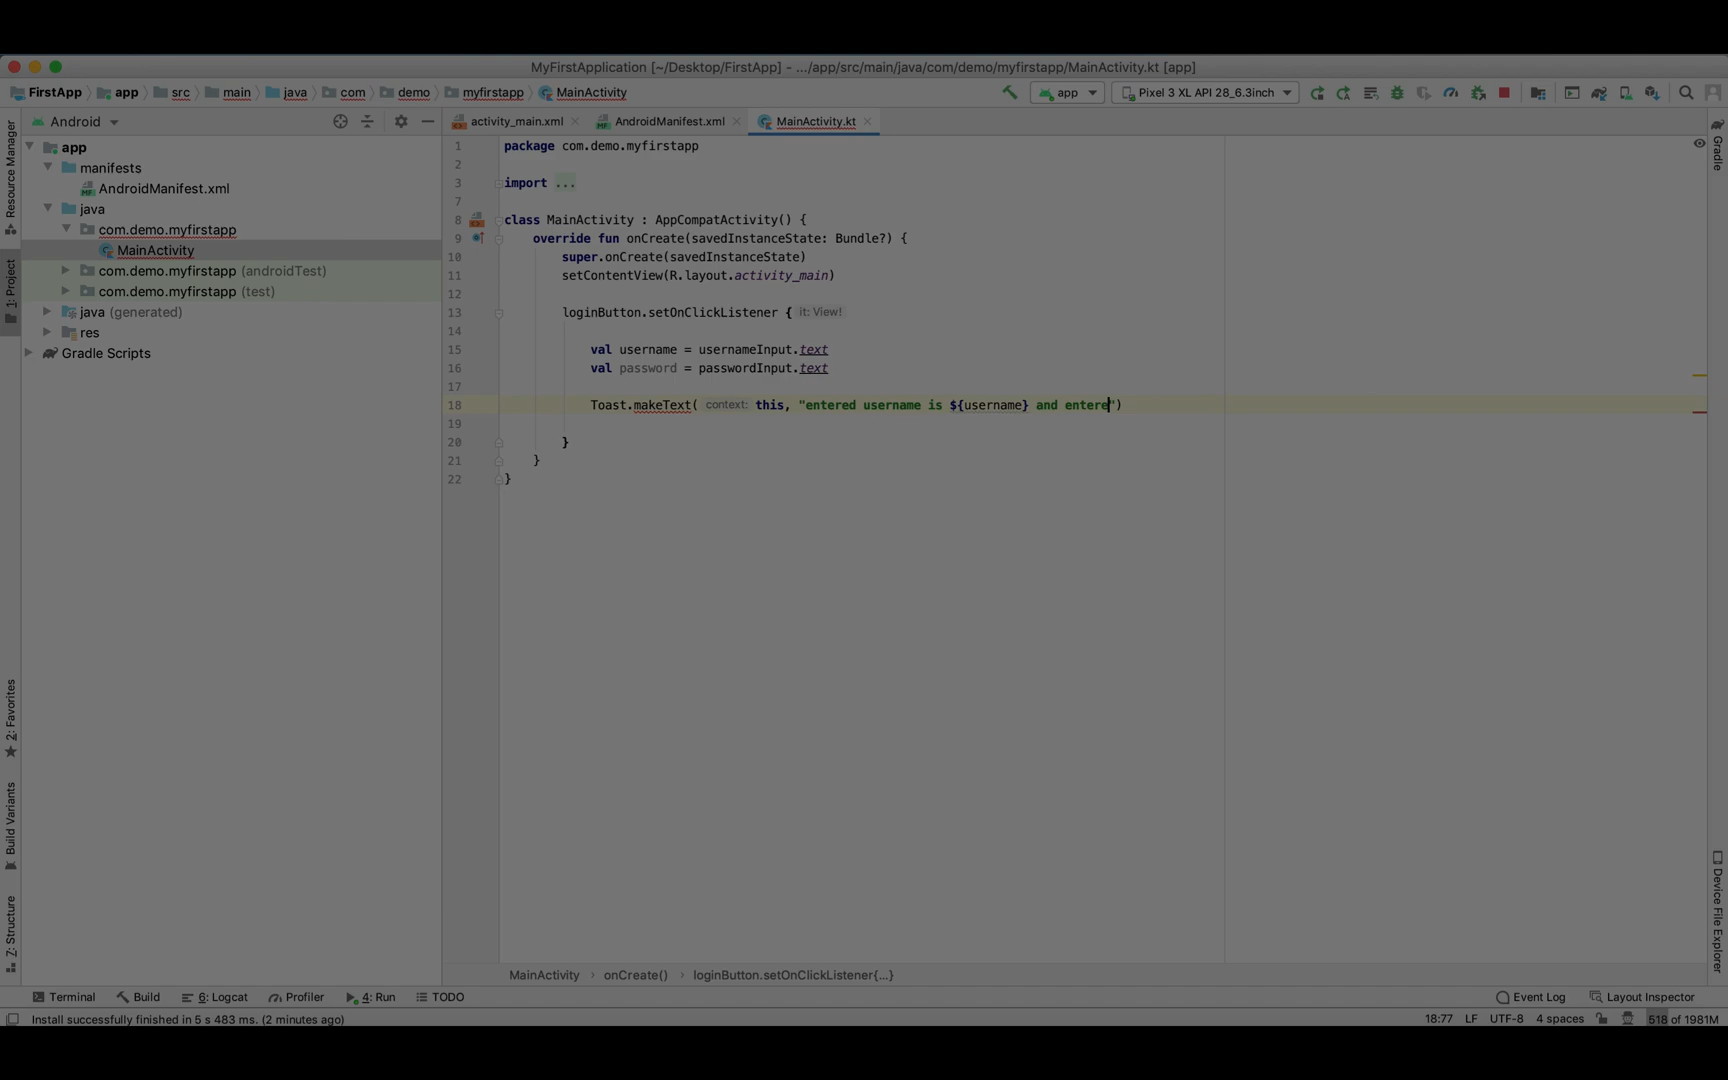 MyFirstApplication [~/Desktop/FirstApp] - .../app/src/main/java/com/demo/myfirstapp/MainActivity.kt [app]
FirstApp app src main java com demo myfirstapp MainActivity app Pixel 3 XL API 28_6.3inch
Android activity_main.xml AndroidManifest.xml MainActivity.kt
Resource Manager
1: Project
2: Favorites
Build Variants
Z: Structure
app
manifests
AndroidManifest.xml
java
com.demo.myfirstapp
MainActivity
com.demo.myfirstapp (androidTest)
com.demo.myfirstapp (test)
java (generated)
res
Gradle Scripts
1 package com.demo.myfirstapp
2
3 import ...
7
8 class MainActivity : AppCompatActivity() {
9 override fun onCreate(savedInstanceState: Bundle?) {
10 super.onCreate(savedInstanceState)
11 setContentView(R.layout.activity_main)
12
13 loginButton.setOnClickListener { it: View!
14
15 val username = usernameInput.text
16 val password = passwordInput.text
17
18 Toast.makeText( context: this, "entered username is ${username} and entere")
19
20 }
21 }
22 }
Gradle
Device File Explorer
MainActivity › onCreate() › loginButton.setOnClickListener{...}
Terminal Build 6: Logcat Profiler 4: Run TODO Event Log Layout Inspector
Install successfully finished in 5 s 483 ms. (2 minutes ago) 18:77 LF UTF-8 4 spaces 518 of 1981M